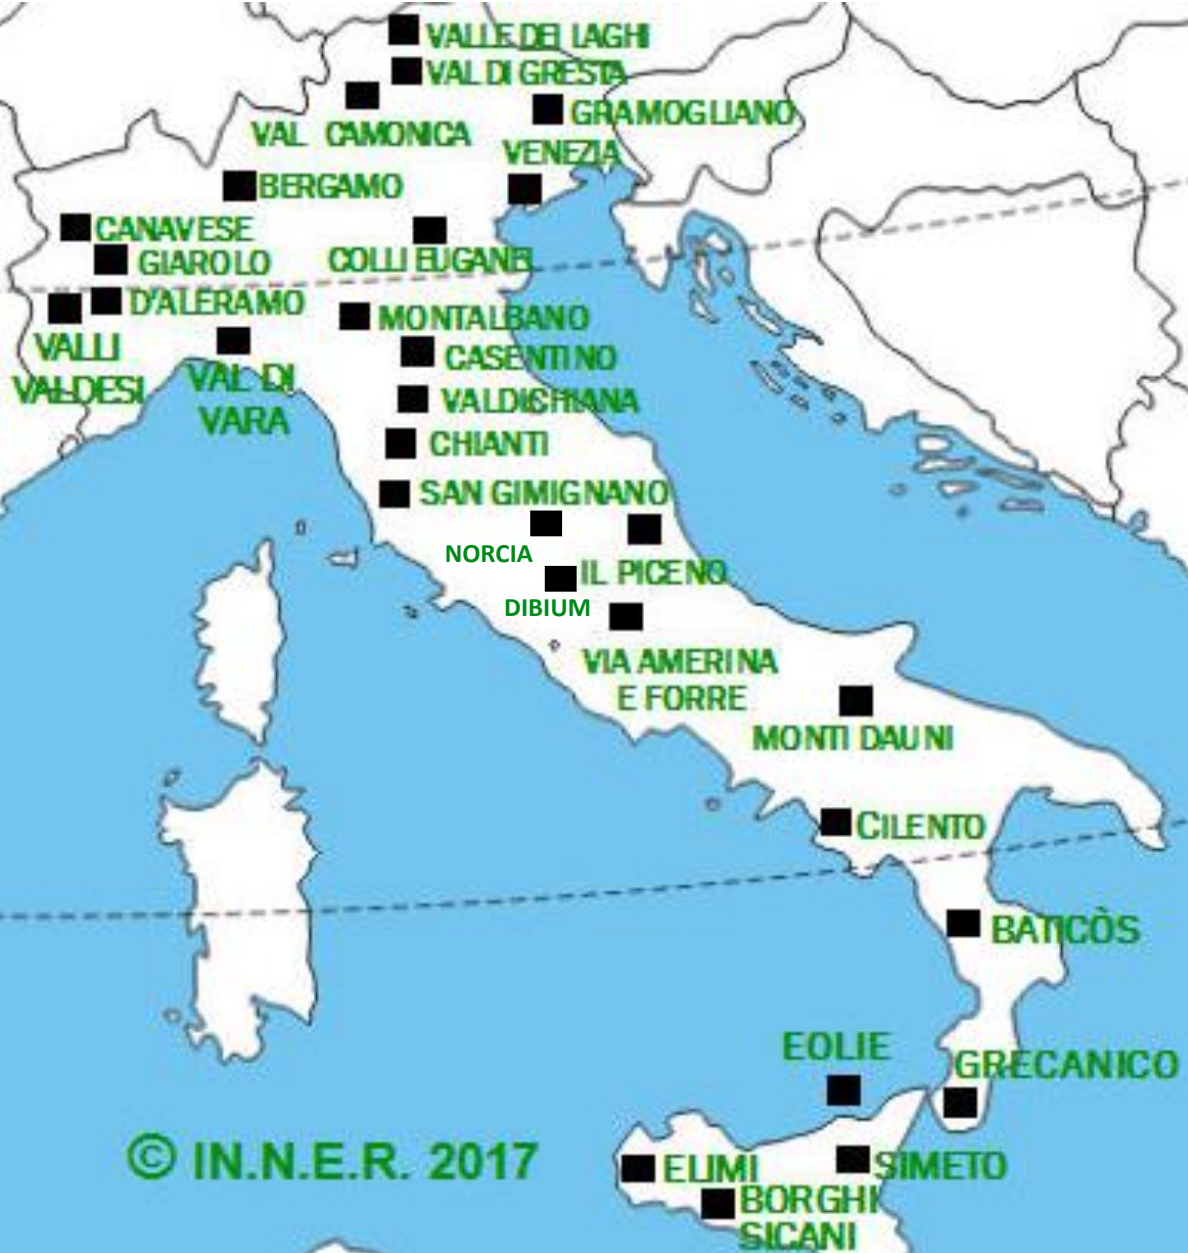 VALLE DEI LAGHI
VAL DI GRESTA
GRAMOGLIANO
VAL CAMONICA
VENEZIA
BERGAMO
CANAVESE
COLLI EUGANEI
GIAROLO
D'ALERAMO
MONTALBANO
VALLI
VALDESI
CASENTINO
VAL DI
VARA
VALDICHIANA
CHIANTI
SAN GIMIGNANO
NORCIA
IL PICENO
DIBIUM
VIA AMERINA
E FORRE
MONTI DAUNI
CILENTO
BATICÒS
EOLIE
GRECANICO
© IN.N.E.R. 2017
ELIMI
SIMETO
BORGHI
SICANI